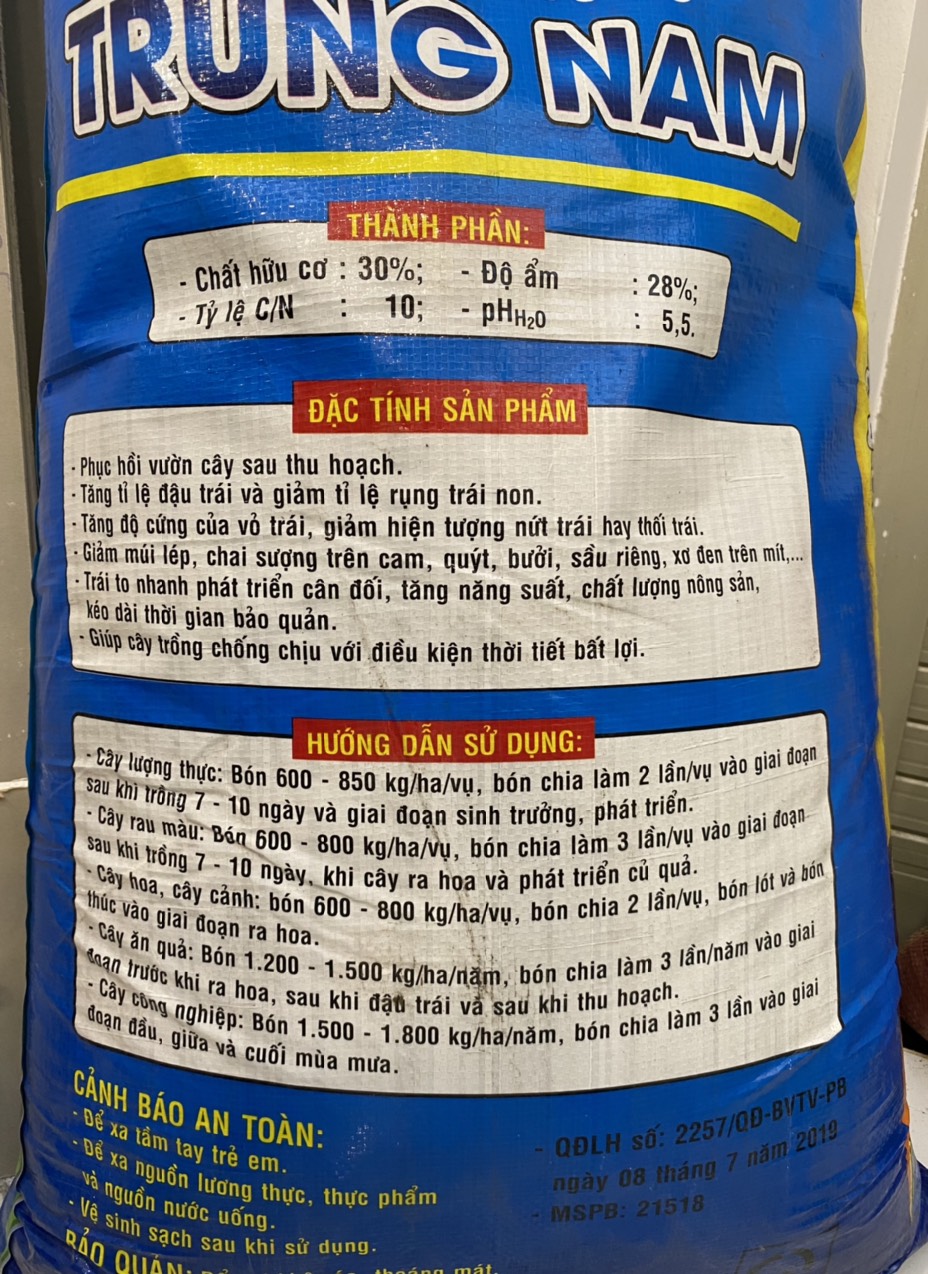 TRUNG NAM
THÀNH PHẦN:
- Chất hữu cơ : 30%; - Độ ẩm : 28%;
- Tỷ lệ C/N : 10; - pHH₂O : 5,5.
ĐẶC TÍNH SẢN PHẨM
- Phục hồi vườn cây sau thu hoạch.
- Tăng tỉ lệ đậu trái và giảm tỉ lệ rụng trái non.
- Tăng độ cứng của vỏ trái, giảm hiện tượng nứt trái hay thối trái.
- Giảm múi lép, chai sượng trên cam, quýt, bưởi, sầu riêng, xơ đen trên mít,...
- Trái to nhanh phát triển cân đối, tăng năng suất, chất lượng nông sản,
kéo dài thời gian bảo quản.
- Giúp cây trồng chống chịu với điều kiện thời tiết bất lợi.
HƯỚNG DẪN SỬ DỤNG:
- Cây lượng thực: Bón 600 - 850 kg/ha/vụ, bón chia làm 2 lần/vụ vào giai đoạn
sau khi trồng 7 - 10 ngày và giai đoạn sinh trưởng, phát triển.
- Cây rau màu: Bón 600 - 800 kg/ha/vụ, bón chia làm 3 lần/vụ vào giai đoạn
sau khi trồng 7 - 10 ngày, khi cây ra hoa và phát triển củ quả.
- Cây hoa, cây cảnh: bón 600 - 800 kg/ha/vụ, bón chia 2 lần/vụ, bón lót và bón
thúc vào giai đoạn ra hoa.
- Cây ăn quả: Bón 1.200 - 1.500 kg/ha/năm, bón chia làm 3 lần/năm vào giai
đoạn trước khi ra hoa, sau khi đậu trái và sau khi thu hoạch.
- Cây công nghiệp: Bón 1.500 - 1.800 kg/ha/năm, bón chia làm 3 lần vào giai
đoạn đầu, giữa và cuối mùa mưa.
CẢNH BÁO AN TOÀN:
- Để xa tầm tay trẻ em.
- Để xa nguồn lương thực, thực phẩm
và nguồn nước uống.
- Vệ sinh sạch sau khi sử dụng.
- QĐLH số: 2257/QĐ-BVTV-PB
ngày 08 tháng 7 năm 2019
- MSPB: 21518
BẢO QUẢN: thoáng mát.